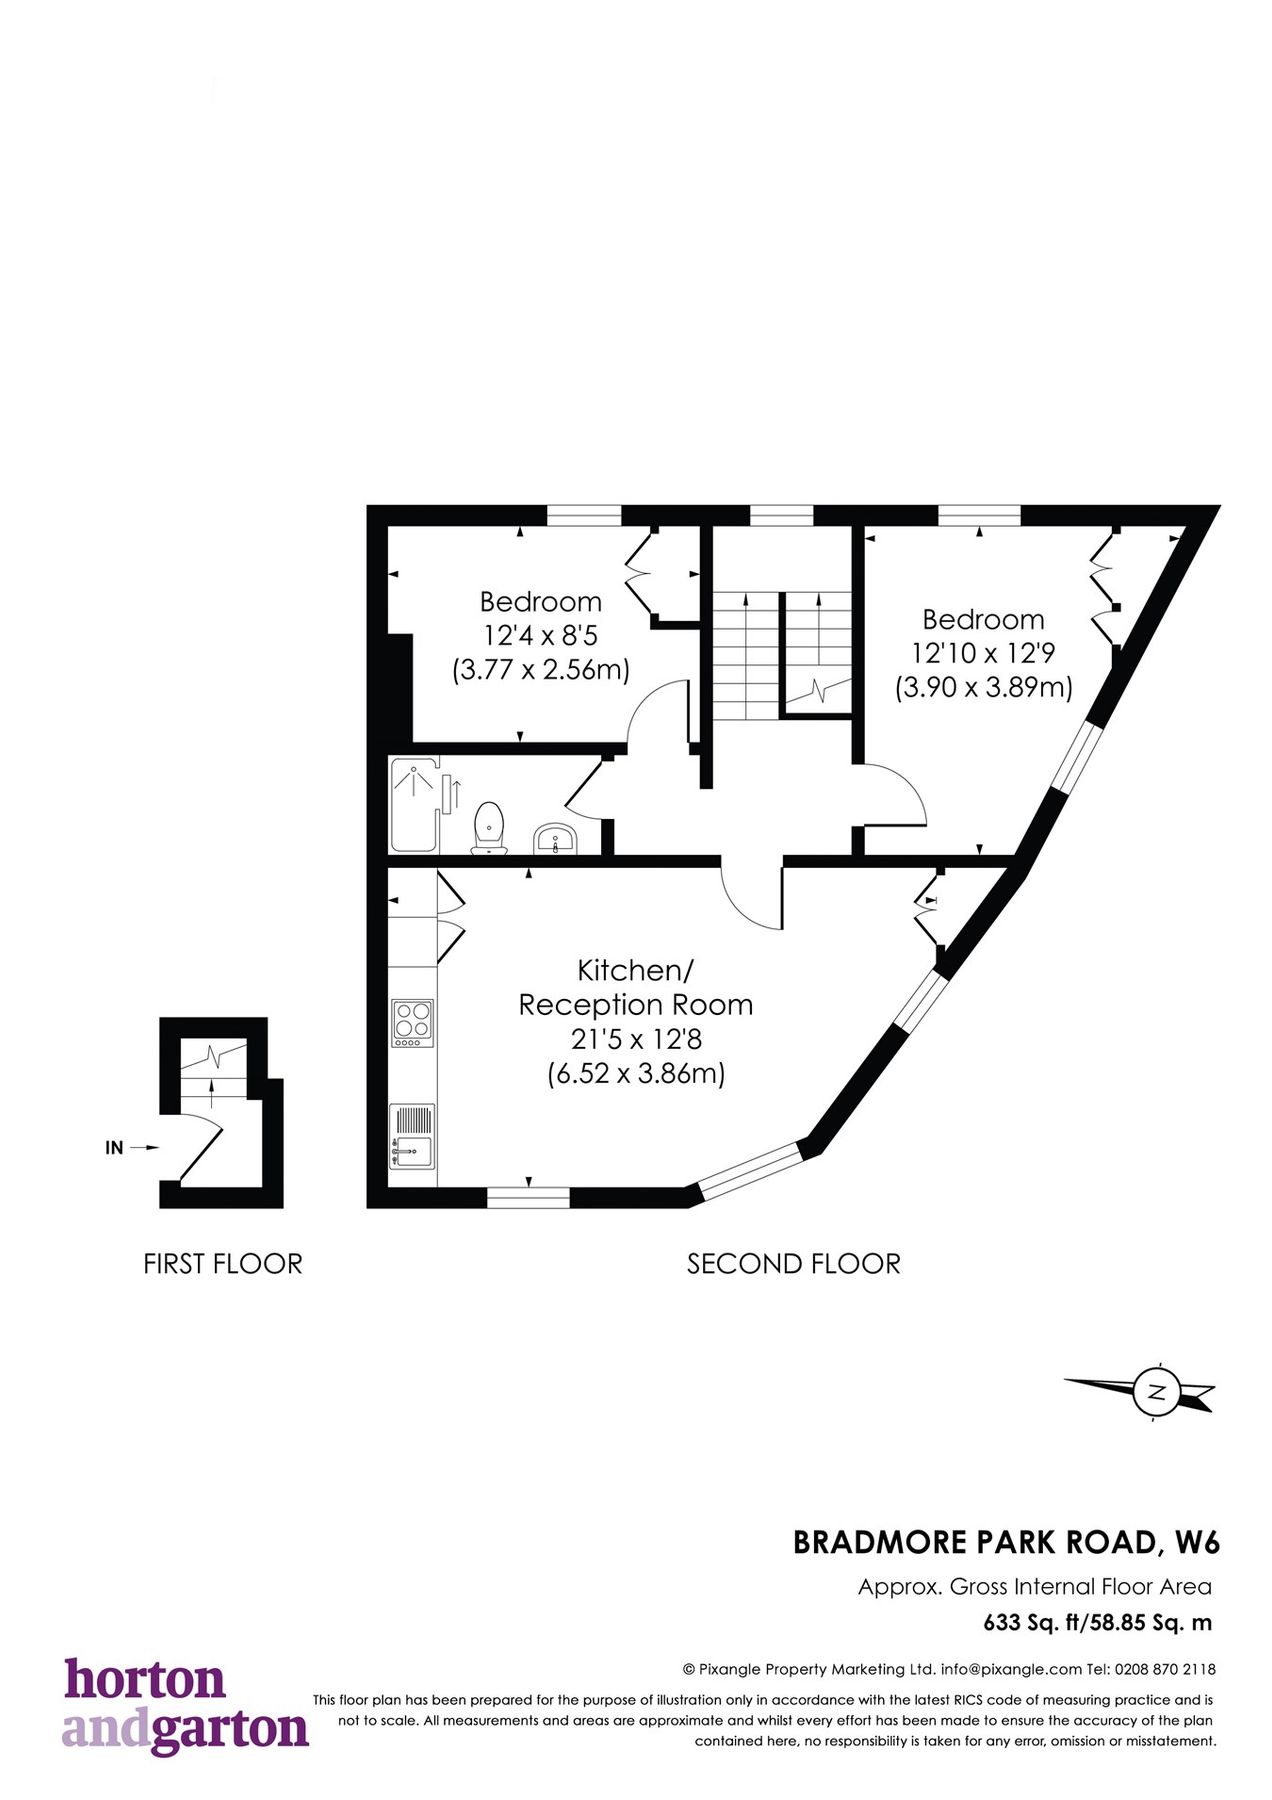 Bedroom
12'4 x 8'5
(3.77 x 2.56m)
Bedroom
12'10 x 12'9
(3.90 x 3.89m)
Kitchen/
Reception Room
21'5 x 12'8
(6.52 x 3.86m)
IN
FIRST FLOOR
SECOND FLOOR
N
BRADMORE PARK ROAD, W6
Approx. Gross Internal Floor Area
633 Sq. ft/58.85 Sq. m
horton
andgarton
© Pixangle Property Marketing Ltd. info@pixangle.com Tel: 0208 870 2118
This floor plan has been prepared for the purpose of illustration only in accordance with the latest RICS code of measuring practice and is
not to scale. All measurements and areas are approximate and whilst every effort has been made to ensure the accuracy of the plan
contained here, no responsibility is taken for any error, omission or misstatement.